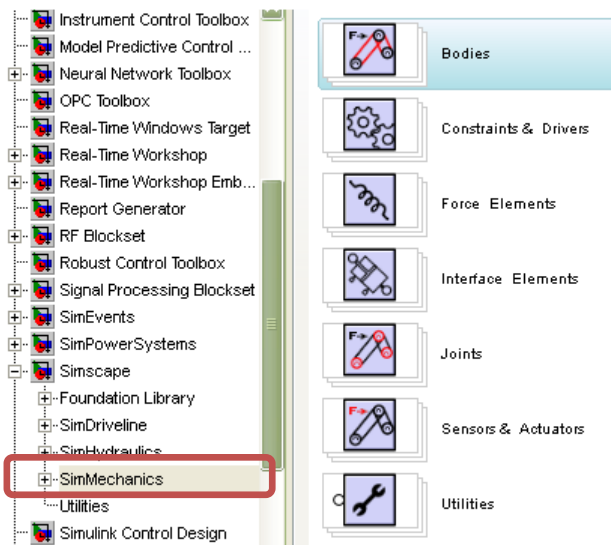 Instrument Control Toolbox
Model Predictive Control ...
Neural Network Toolbox
OPC Toolbox
Real-Time Windows Target
Real-Time Workshop
Real-Time Workshop Emb...
Report Generator
RF Blockset
Robust Control Toolbox
Signal Processing Blockset
SimEvents
SimPowerSystems
Simscape
Foundation Library
SimDriveline
SimHydraulics
SimMechanics
Utilities
Simulink Control Design
F
Bodies
Constraints & Drivers
Force Elements
Interface Elements
F
Joints
F
Sensors & Actuators
Utilities